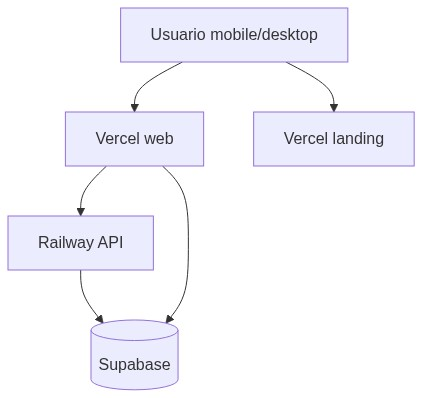 Usuario mobile/desktop
Vercel web
Vercel landing
Railway API
Supabase